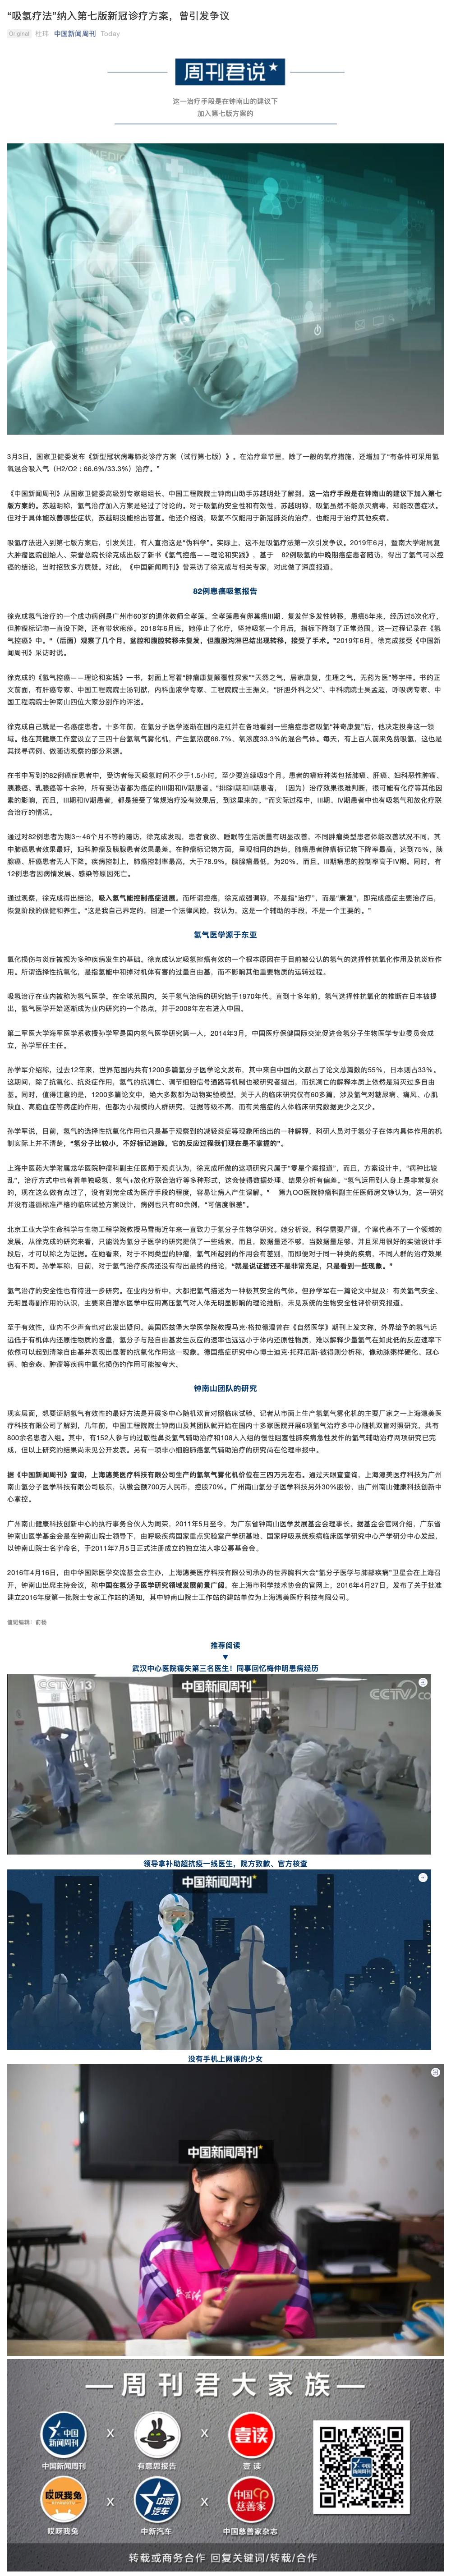 “吸氢疗法”纳入第七版新冠诊疗方案，曾引发争议
Original 杜玮 中国新闻周刊 Today
周刊君说
这一治疗手段是在钟南山的建议下
加入第七版方案的
3月3日，国家卫健委发布《新型冠状病毒肺炎诊疗方案（试行第七版）》。在治疗章节里，除了一般的氧疗措施，还增加了“有条件可采用氢
氧混合吸入气（H2/O2：66.6%/33.3%）治疗。”
《中国新闻周刊》从国家卫健委高级别专家组组长、中国工程院院士钟南山助手苏越明处了解到，这一治疗手段是在钟南山的建议下加入第七
版方案的。苏越明称，氢气治疗加入方案是经过了讨论的。对于吸氢的安全性和有效性，苏越明称，吸氢虽然不能杀灭病毒，却能改善症状。
但对于具体能改善哪些症状，苏越明没能给出答复。他还介绍说，吸氢不仅能用于新冠肺炎的治疗，也能用于治疗其他疾病。
吸氢疗法进入到第七版方案后，引发关注，有人直指这是“伪科学”。实际上，这不是吸氢疗法第一次引发争议。2019年6月，暨南大学附属复
大肿瘤医院创始人、荣誉总院长徐克成出版了新书《氢气控癌——理论和实践》，基于 82例吸氢的中晚期癌症患者随访，得出了氢气可以控
癌的结论，当时招致多方质疑。对此，《中国新闻周刊》曾采访了徐克成与相关专家，对此做了深度报道。
82例患癌吸氢报告
徐克成氢气治疗的一个成功病例是广州市60岁的退休教师全孝莲。全孝莲患有卵巢癌III期、复发伴多发性转移，患癌5年来，经历过5次化疗，
但肿瘤标记物一直没下降，还有带状疱疹。2018年6月底，她停止了化疗，坚持吸氢一个月后，指标下降到了正常范围。这一过程记录在《氢
气控癌》中。“（后面）观察了几个月，盆腔和腹腔转移未复发，但腹股沟淋巴结出现转移，接受了手术。”2019年6月，徐克成接受《中国新
闻周刊》采访时说。
徐克成的《氢气控癌——理论和实践》一书，封面上写着“肿瘤康复颠覆性探索”“天然之气，居家康复，生理之气，无药为医”等字样。书的正
文前面，有肝癌专家、中国工程院院士汤钊猷，内科血液学专家、工程院院士王振义，“肝胆外科之父”、中科院院士吴孟超，呼吸病专家、中
国工程院院士钟南山四位大家分别作的评述。
徐克成自己就是一名癌症患者。十多年前，在氢分子医学逐渐在国内走红并在各地看到一些癌症患者吸氢“神奇康复”后，他决定投身这一领
域。他在其健康工作室设立了三四十台氢氧气雾化机，产生氢浓度66.7%、氧浓度33.3%的混合气体。每天，有上百人前来免费吸氢，这也是
其找寻病例、做随访观察的部分来源。
在书中写到的82例癌症患者中，受访者每天吸氢时间不少于1.5小时，至少要连续吸3个月。患者的癌症种类包括肺癌、肝癌、妇科恶性肿瘤、
胰腺癌、乳腺癌等十余种，所有受访者都为癌症的III期和IV期患者。“排除I期和II期患者，（因为）治疗效果很难判断，很可能有化疗等其他因
素的影响，而且，III期和IV期患者，都是接受了常规治疗没有效果后，到这里来的。”而实际过程中，III期、IV期患者中也有吸氢气和放化疗联
合治疗的情况。
通过对82例患者为期3～46个月不等的随访，徐克成发现，患者食欲、睡眠等生活质量有明显改善，不同肿瘤类型患者体能改善状况不同，其
中肺癌患者效果最好，妇科肿瘤及胰腺患者效果最差。在肿瘤标记物方面，呈现相同的趋势，肺癌患者肿瘤标记物下降率最高，达到75%，胰
腺癌、肝癌患者无人下降。疾病控制上，肺癌控制率最高，大于78.9%，胰腺癌最低，为20%，而且，III期病患的控制率高于IV期。同时，有
12例患者因病情发展、感染等原因死亡。
通过观察，徐克成得出结论，吸入氢气能控制癌症进展。而所谓控癌，徐克成强调称，不是指“治疗”，而是“康复”，即完成癌症主要治疗后，
恢复阶段的保健和养生。“这是我自己界定的，回避一个法律风险，我认为，这是一个辅助的手段，不是一个主要的。”
氢气医学源于东亚
氧化损伤与炎症被视为多种疾病发生的基础。徐克成认定吸氢控癌有效的一个根本原因在于目前被公认的氢气的选择性抗氧化作用及抗炎症作
用。所谓选择性抗氧化，是指氢能中和掉对机体有害的过量自由基，而不影响其他重要物质的运转过程。
吸氢治疗在业内被称为氢气医学。在全球范围内，关于氢气治病的研究始于1970年代。直到十多年前，氢气选择性抗氧化的推断在日本被提
出，氢气医学开始逐渐成为业内研究的一个热点，并于2008年左右进入中国。
第二军医大学海军医学系教授孙学军是国内氢气医学研究第一人，2014年3月，中国医疗保健国际交流促进会氢分子生物医学专业委员会成
立，孙学军任主任。
孙学军介绍称，过去12年来，世界范围内共有1200多篇氢分子医学论文发布，其中来自中国的文献占了论文总篇数的55%，日本则占33%。
这期间，除了抗氧化、抗炎症作用，氢气的抗凋亡、调节细胞信号通路等机制也被研究者提出，而抗凋亡的解释本质上依然是消灭过多自由
基。同时，值得注意的是，1200多篇论文中，绝大多数都为动物实验模型，关于人的临床研究仅有60多篇，涉及氢气对糖尿病、痛风、心肌
缺血、高脂血症等病症的作用，但都为小规模的人群研究，证据等级不高，而有关癌症的人体临床研究数据更少之又少。
孙学军说，目前，氢气的选择性抗氧化作用也只是基于观察到的减轻炎症等现象所给出的一种解释，科研人员对于氢分子在体内具体作用的机
制实际上并不清楚，“氢分子比较小，不好标记追踪，它的反应过程我们现在是不掌握的”。
上海中医药大学附属龙华医院肿瘤科副主任医师于观点认为，徐克成所做的这项研究只属于“零星个案报道”，而且，方案设计中，“病种比较
乱”，治疗方式中也有看单独吸氢、氢气+放化疗联合治疗等多种形式，这会使得数据处理、结果分析有偏差。“氢气运用到人身上是非常复杂
的，现在这么做有点过了，没有到完全成为医疗手段的程度，容易让病人产生误解。” 第九OO医院肿瘤科副主任医师房文铮认为，这一研究
并没有遵循标准严格的临床试验方案设计，病例也只有80余例，“可信度很差”。
北京工业大学生命科学与生物工程学院教授马雪梅近年来一直致力于氢分子生物学研究。她分析说，科学需要严谨，个案代表不了一个领域的
发展，从徐克成的研究来看，只能说为氢分子医学的研究提供了一些线索，而且，数据量还不够，当数据量足够多，并且采用很好的实验设计手
段后，才可以称之为证据。在她看来，对于不同类型的肿瘤，氢气所起到的作用会有差别，而即便对于同一种类的疾病，不同人群的治疗效果
也有不同。孙学军称，目前，对于氢气治疗疾病还没有得出最终的结论，“就是说证据还不是非常充足，只是看到一些现象。”
氢气治疗的安全性也有待进一步研究。在业内分析中，大都把氢气描述为一种极其安全的气体。但孙学军在一篇论文中提及：有关氢气安全、
无明显毒副作用的认识，主要来自潜水医学中应用高压氢气对人体无明显影响的理论推断，未见系统的生物安全性评价研究报道。
至于有效性，业内不少声音也对此发出疑问。美国匹兹堡大学医学院教授马克·格拉德温曾在《自然医学》期刊上发文称，外界给予的氢气远
远低于有机体内还原性物质的含量，氢分子与羟自由基发生反应的速率也远远小于体内还原性物质，难以解释少量氢气在如此低的反应速率下
依然可以起到清除自由基并表现出显著的抗氧化作用这一现象。德国癌症研究中心博士迪克·托拜厄斯·彼得则分析称，像动脉粥样硬化、冠心
病、帕金森、肿瘤等疾病中氧化损伤的作用可能被夸大。
钟南山团队的研究
现实层面，想要证明氢气有效性的最好方法是开展多中心随机双盲对照临床试验。记者从市面上生产氢氧气雾化机的主要厂家之一上海潓美医
疗科技有限公司了解到，几年前，中国工程院院士钟南山及其团队就开始在国内十多家医院开展6项氢气治疗多中心随机双盲对照研究，共有
800余名患者入组。其中，有152人参与的过敏性鼻炎氢气辅助治疗和108人入组的慢性阻塞性肺疾病急性发作的氢气辅助治疗两项研究已完
成，但以上研究的结果尚未见公开发表。另有一项非小细胞肺癌氢气辅助治疗的研究尚在伦理申报中。
据《中国新闻周刊》查询，上海潓美医疗科技有限公司生产的氢氧气雾化机价位在三四万元左右。通过天眼查查询，上海潓美医疗科技为广州
南山氢分子医学科技有限公司股东，认缴金额700万人民币，控股70%。广州南山氢分子医学科技另外30%股份，由广州南山健康科技创新中
心掌控。
广州南山健康科技创新中心的执行事务合伙人为周荣，2011年5月至今，为广东省钟南山医学发展基金会理事长。据基金会官网介绍，广东省
钟南山医学基金会是在钟南山院士领导下，由呼吸疾病国家重点实验室产学研基地、国家呼吸系统疾病临床医学研究中心产学研分中心发起，
以钟南山院士名字命名，于2011年7月5日正式注册成立的独立法人非公募基金会。
2016年4月16日，由中华国际医学交流基金会主办，上海潓美医疗科技有限公司承办的世界胸科大会“氢分子医学与肺部疾病”卫星会在上海召
开，钟南山出席主持会议，称中国在氢分子医学研究领域发展前景广阔。在上海市科学技术协会的官网上，2016年4月27日，发布了关于批准
建立2016年度第一批院士专家工作站的通知，其中钟南山院士工作站的建站单位为上海潓美医疗科技有限公司。
值班编辑：俞杨
推荐阅读
▼
武汉中心医院痛失第三名医生！同事回忆梅仲明患病经历
CCTV 13
中国新闻周刊
领导拿补助超抗疫一线医生，院方致歉、官方核查
中国新闻周刊
没有手机上网课的少女
中国新闻周刊
—周刊君大家族—
中国新闻周刊 X 有意思报告 X 壹读
哎呀我兔 X 中新汽车 X 中国慈善家杂志
转载或商务合作 回复关键词/转载/合作